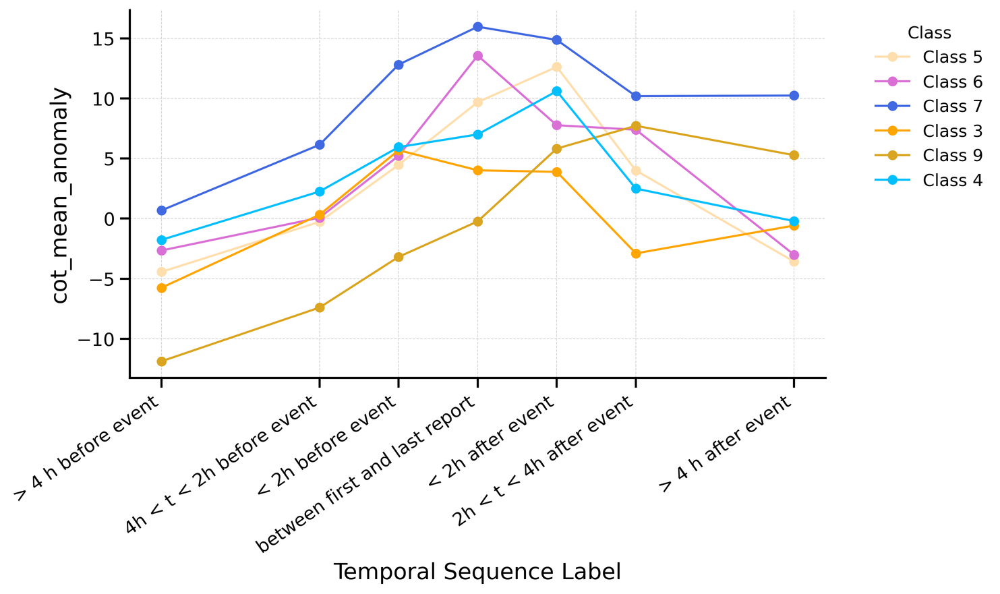 15
10
5
0
−5
−10
cot_mean_anomaly
> 4 h before event
4h < t < 2h before event
< 2h before event
between first and last report
< 2h after event
2h < t < 4h after event
> 4 h after event
Temporal Sequence Label
Class
Class 5
Class 6
Class 7
Class 3
Class 9
Class 4